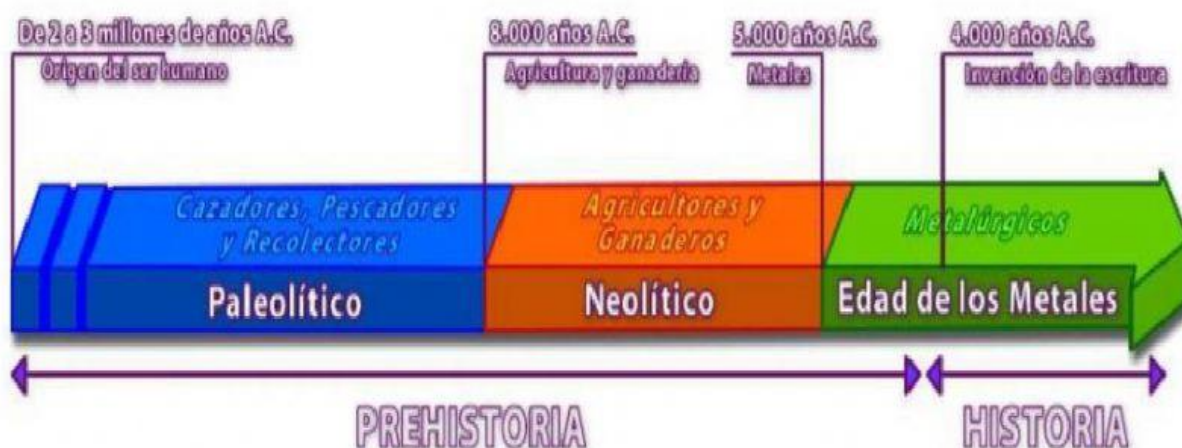 De 2 a 3 millones de años A.C.
Origen del ser humano
8.000 años A.C.
Agricultura y ganadería
5.000 años A.C.
Metales
4.000 años A.C.
Invención de la escritura
Cazadores, Pescadores
y Recolectores
Agricultores y
Ganaderos
Metalúrgicos
Paleolítico
Neolítico
Edad de los Metales
PREHISTORIA
HISTORIA